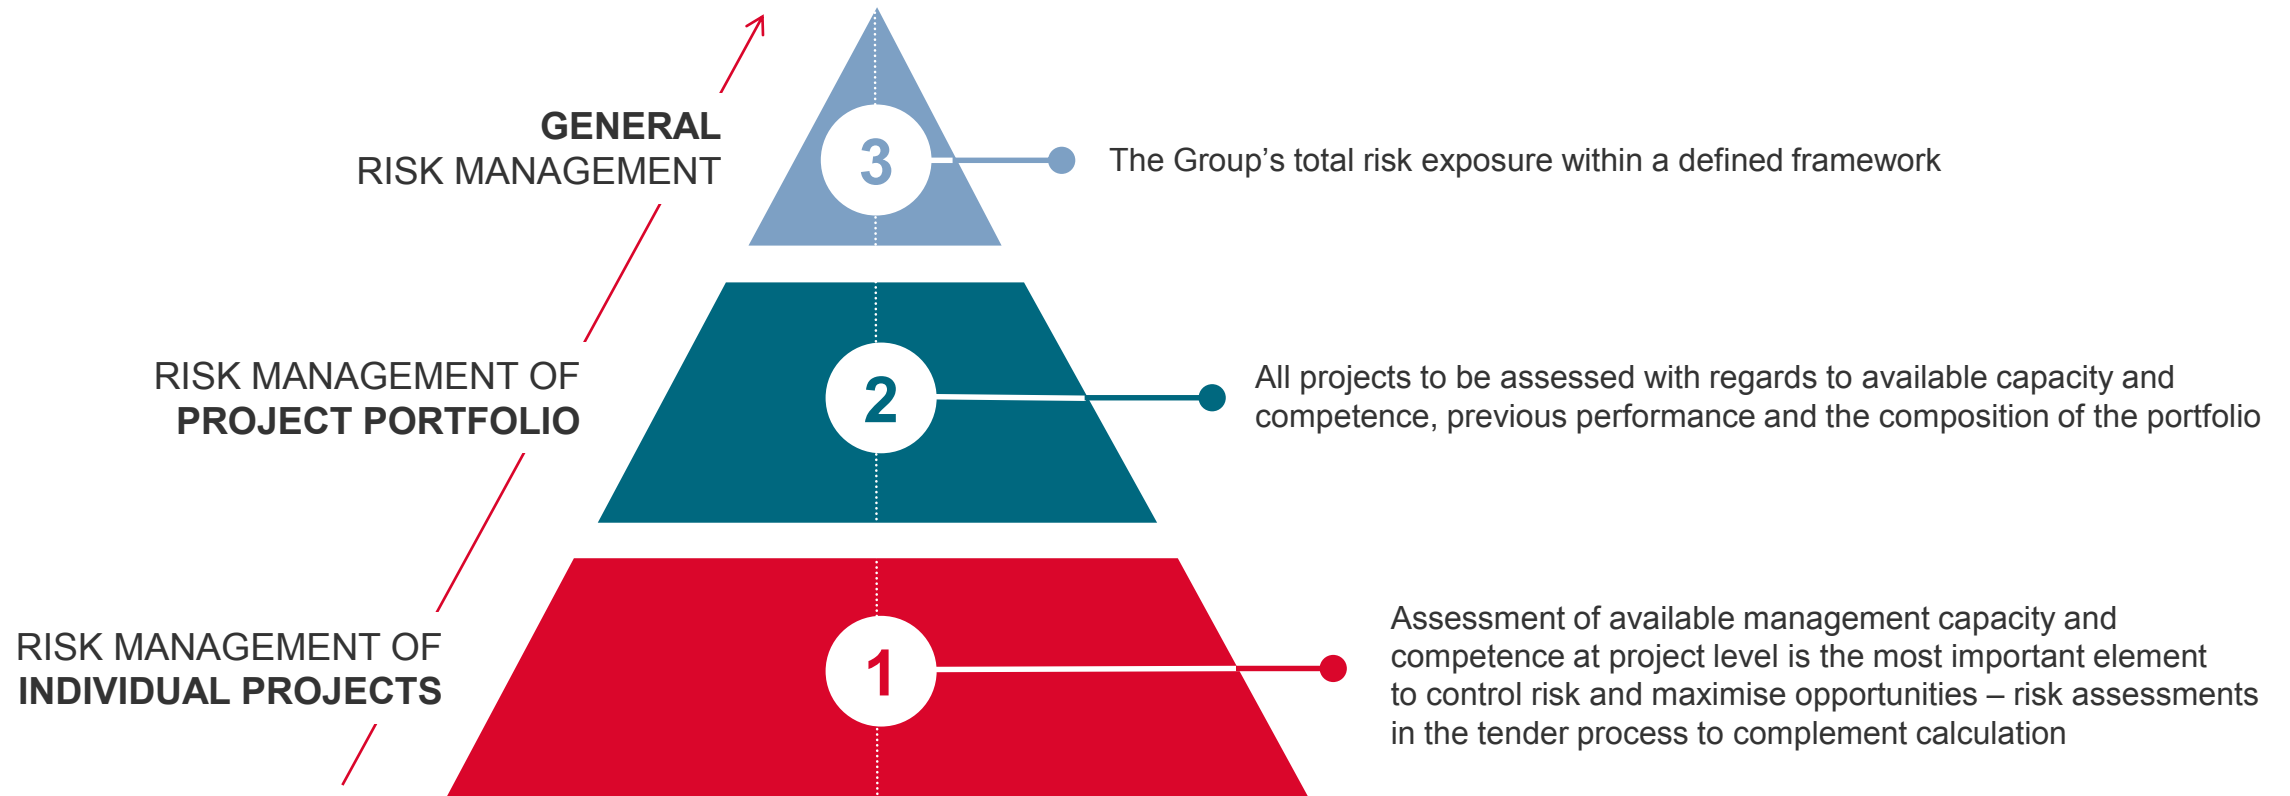 GENERAL
RISK MANAGEMENT
3
The Group’s total risk exposure within a defined framework
RISK MANAGEMENT OF
PROJECT PORTFOLIO
2
All projects to be assessed with regards to available capacity and
competence, previous performance and the composition of the portfolio
RISK MANAGEMENT OF
INDIVIDUAL PROJECTS
1
Assessment of available management capacity and
competence at project level is the most important element
to control risk and maximise opportunities – risk assessments
in the tender process to complement calculation